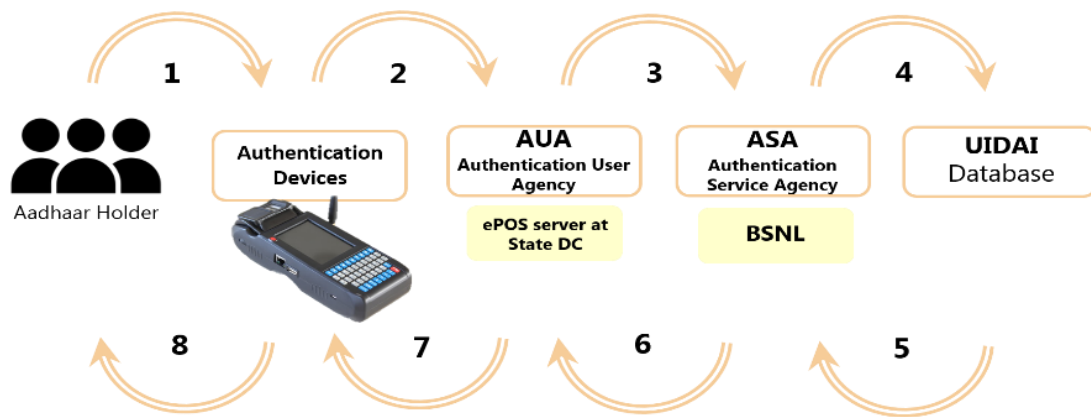 1
2
3
4
Aadhaar Holder
Authentication
Devices
AUA
Authentication User
Agency
ePOS server at
State DC
ASA
Authentication
Service Agency
BSNL
UIDAI
Database
8
7
6
5